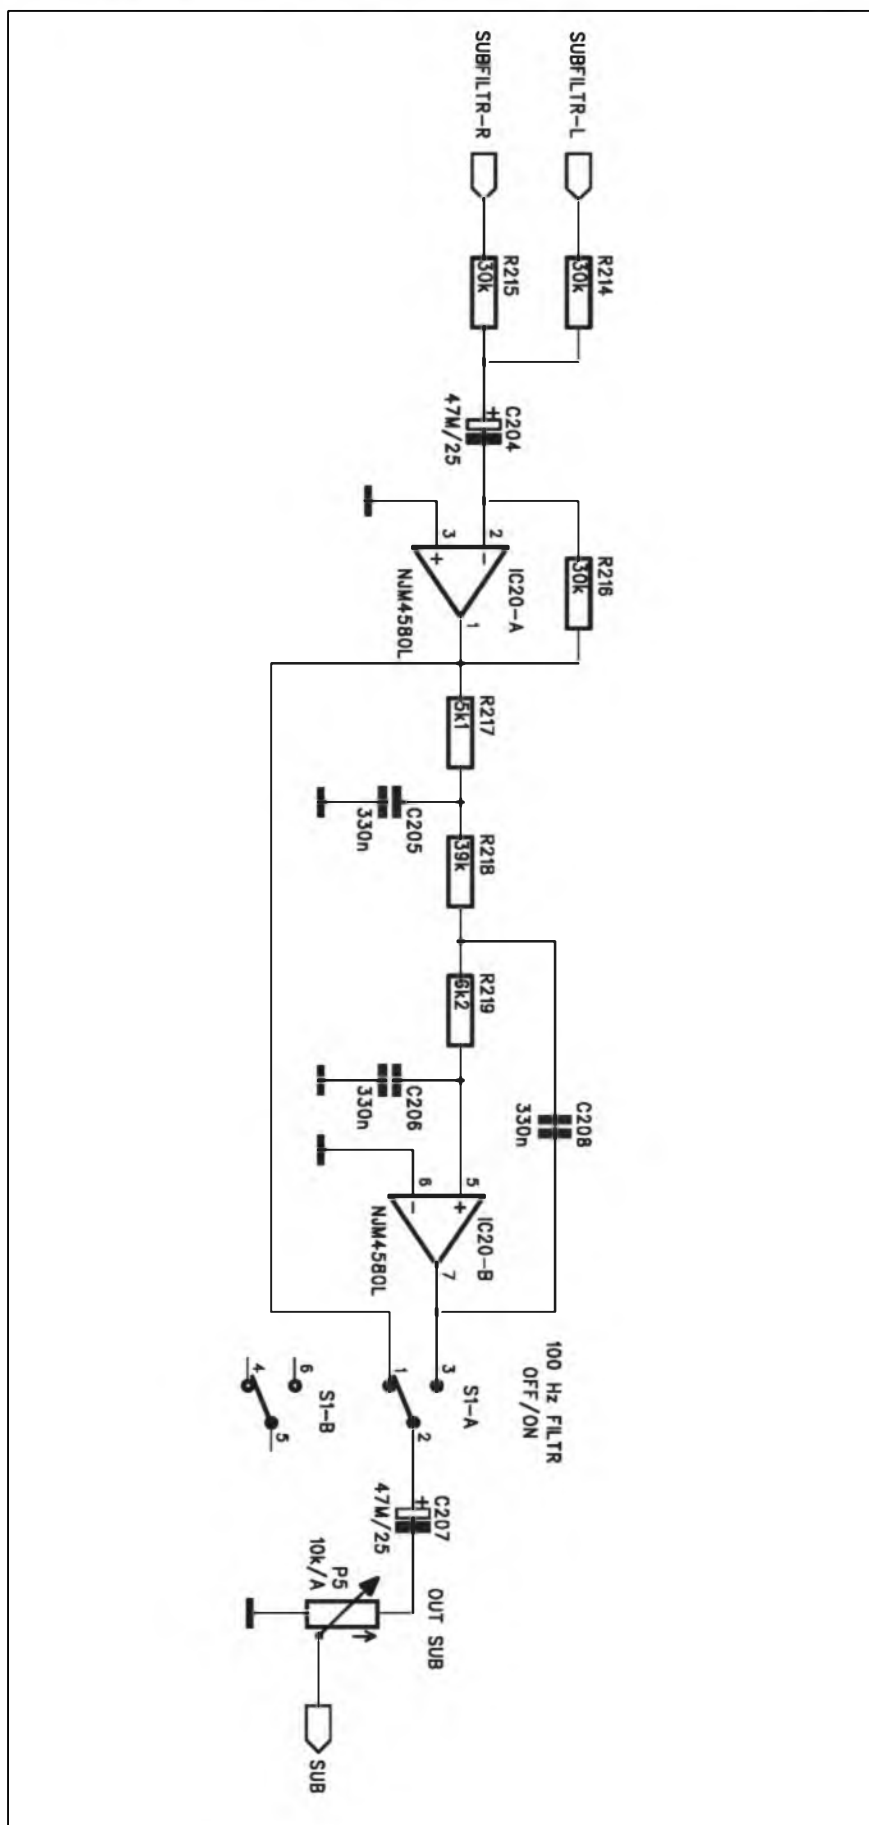 SUBFILTR-L
SUBFILTR-R
R214
30k
R215
30k
C204
+
47M/25
R216
30k
2
-
3
+
1
IC20-A
NJM4580L
R217
5k1
C205
330n
R218
39k
R219
6k2
C206
330n
C208
330n
5
+
6
-
7
IC20-B
NJM4580L
100 Hz FILTR
OFF/ON
S1-A
3
1
2
S1-B
6
4
5
C207
+
47M/25
OUT SUB
P5
10k/A
SUB